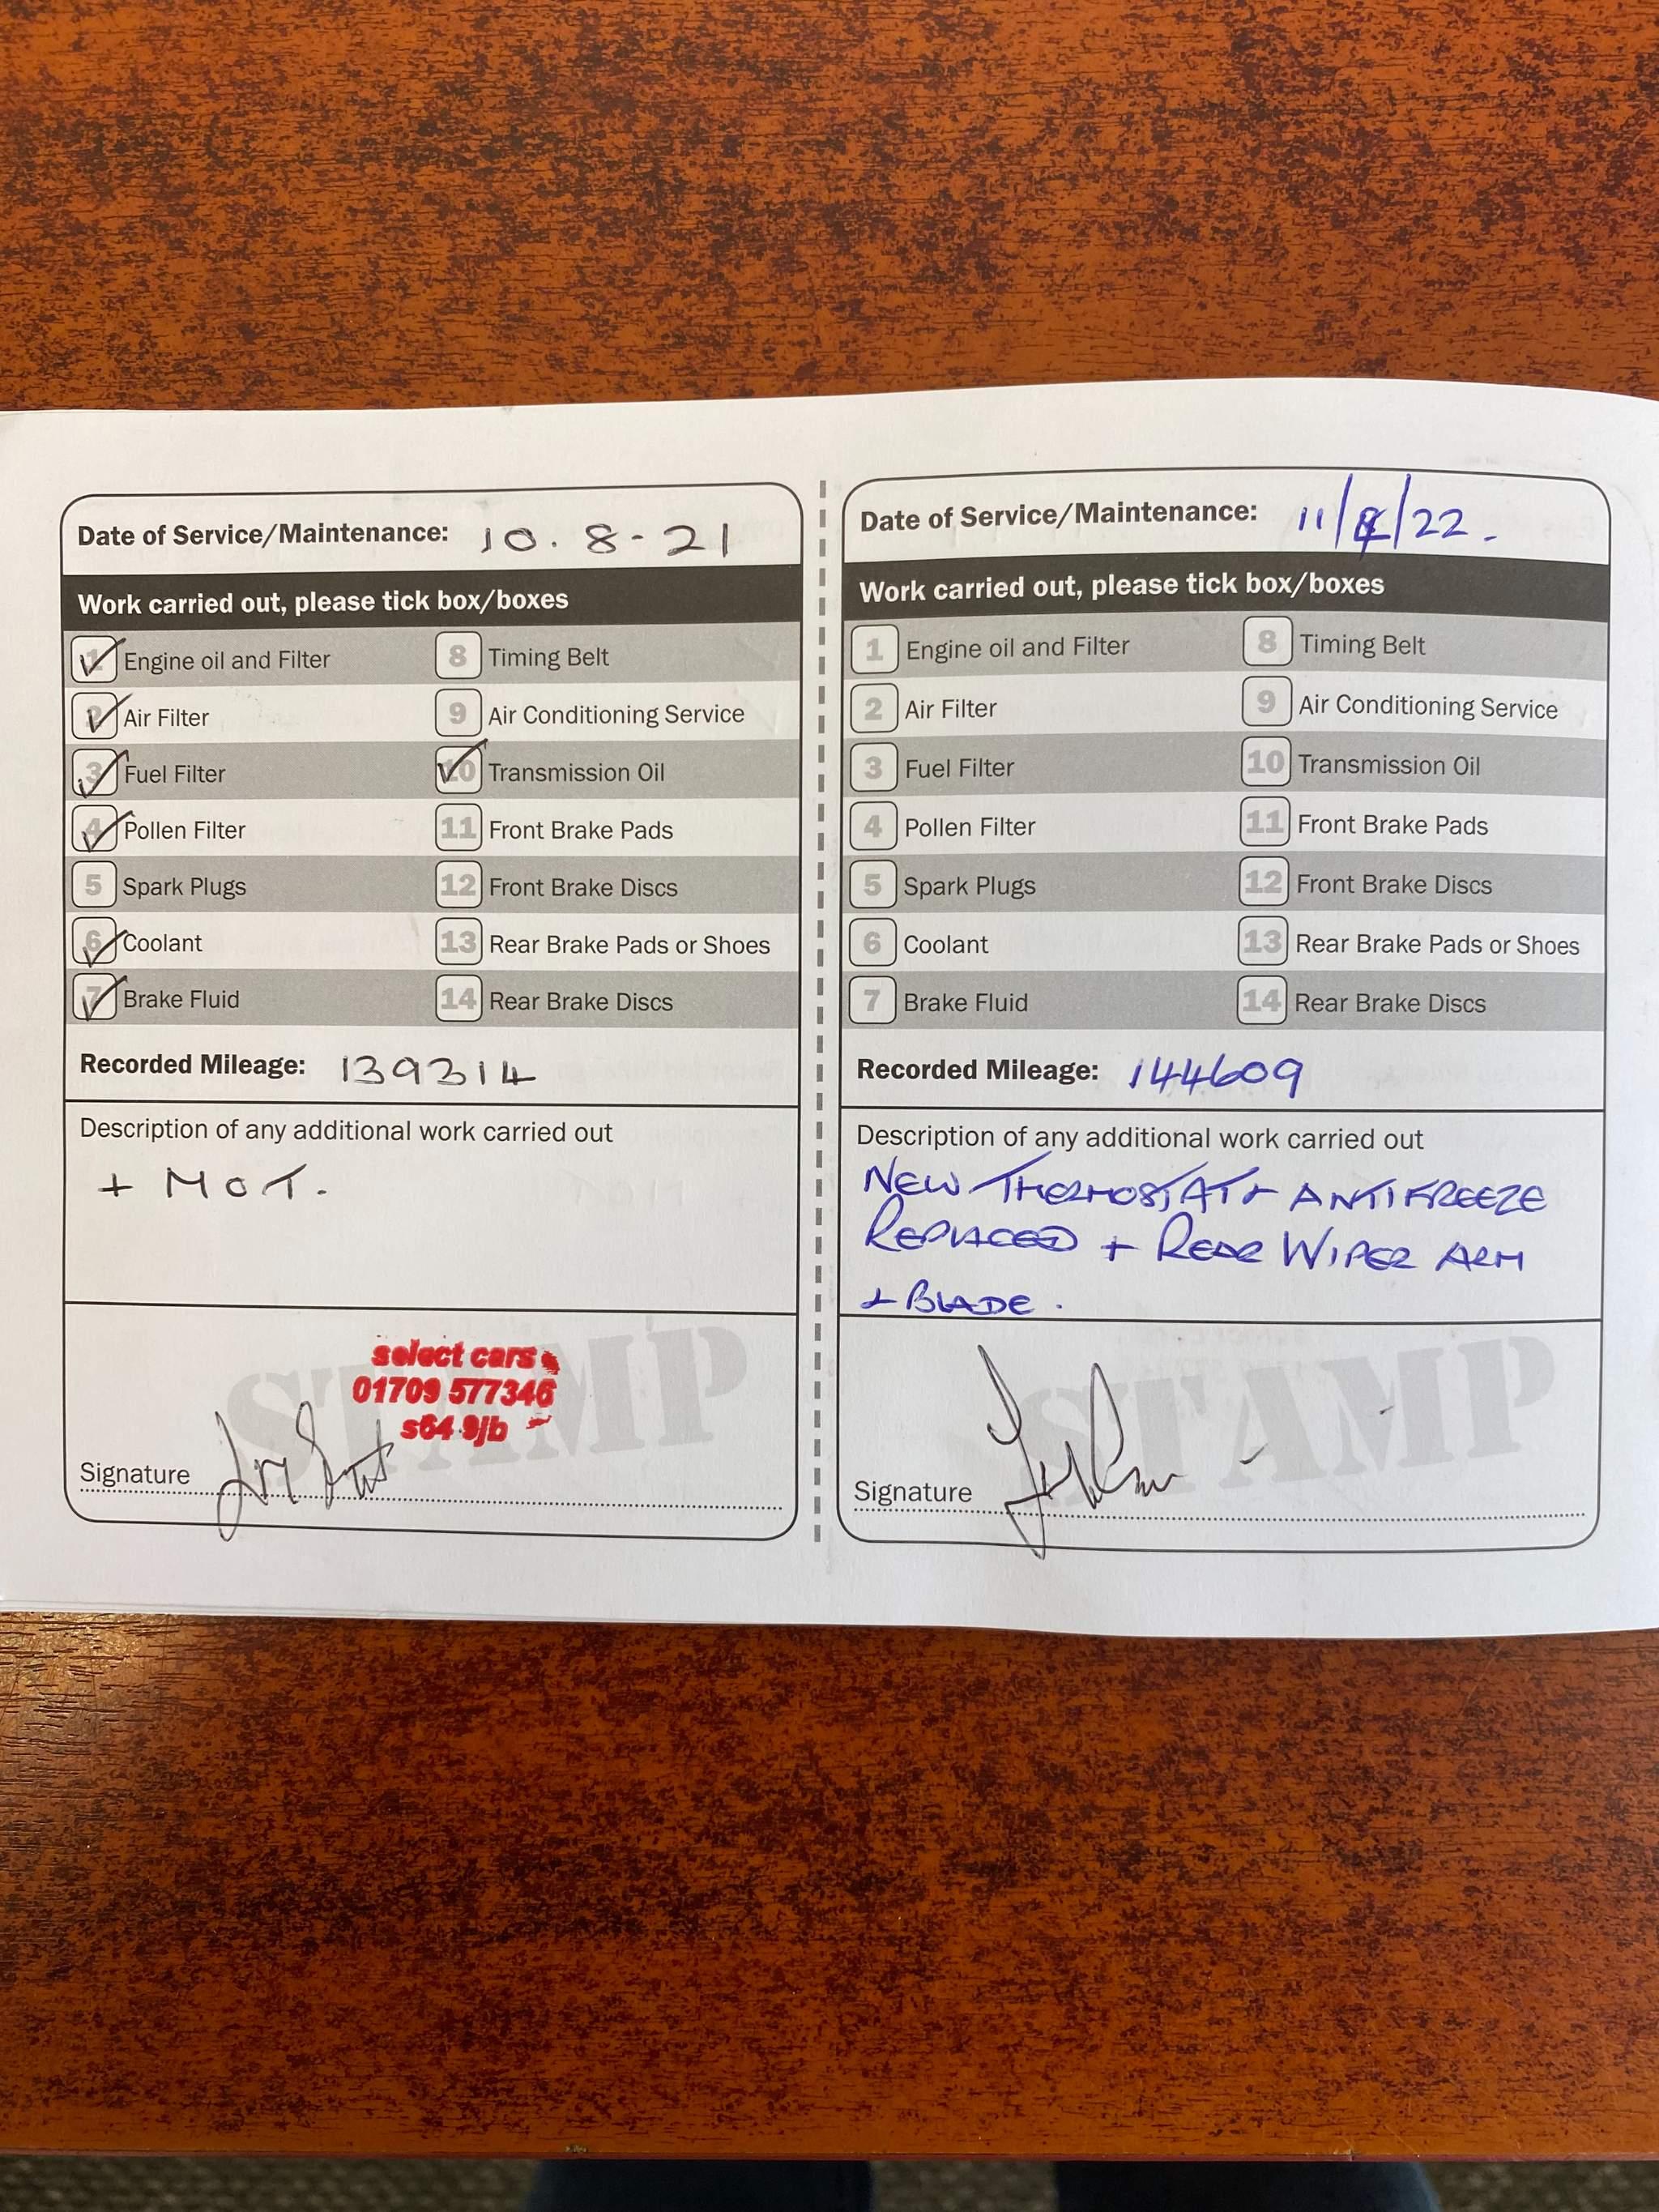 Date of Service/Maintenance: 10.8-21
Work carried out, please tick box/boxes
1 Engine oil and Filter
8 Timing Belt
2 Air Filter
9 Air Conditioning Service
3 Fuel Filter
10 Transmission Oil
4 Pollen Filter
11 Front Brake Pads
5 Spark Plugs
12 Front Brake Discs
6 Coolant
13 Rear Brake Pads or Shoes
7 Brake Fluid
14 Rear Brake Discs
Recorded Mileage: 139314
Description of any additional work carried out
+ MOT.
STAMP
select cars
01709 577346
s64 9jb
Signature
Date of Service/Maintenance: 11/ /22.
Work carried out, please tick box/boxes
1 Engine oil and Filter
8 Timing Belt
2 Air Filter
9 Air Conditioning Service
3 Fuel Filter
10 Transmission Oil
4 Pollen Filter
11 Front Brake Pads
5 Spark Plugs
12 Front Brake Discs
6 Coolant
13 Rear Brake Pads or Shoes
7 Brake Fluid
14 Rear Brake Discs
Recorded Mileage: 144609
Description of any additional work carried out
NEW THERMOSTAT + ANTIFREEZE
REPLACED + REAR WIPER ARM
+ BLADE.
STAMP
Signature